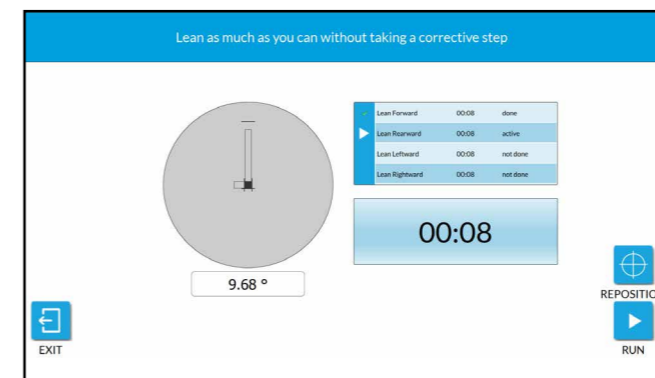 Lean as much as you can without taking a corrective step
Lean Forward 00:08 done
Lean Rearward 00:08 active
Lean Leftward 00:08 not done
Lean Rightward 00:08 not done
00:08
9.68 °
REPOSITIO
EXIT
RUN